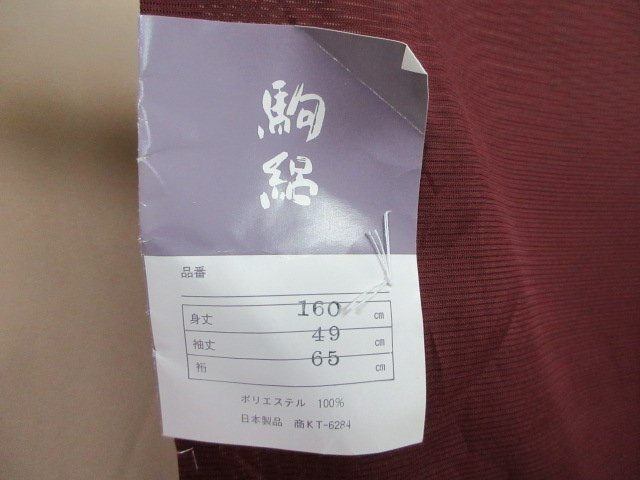 駒絽
品番
身丈 160 cm
袖丈 49 cm
裄 65 cm
ポリエステル 100%
日本製品 商KT-6284